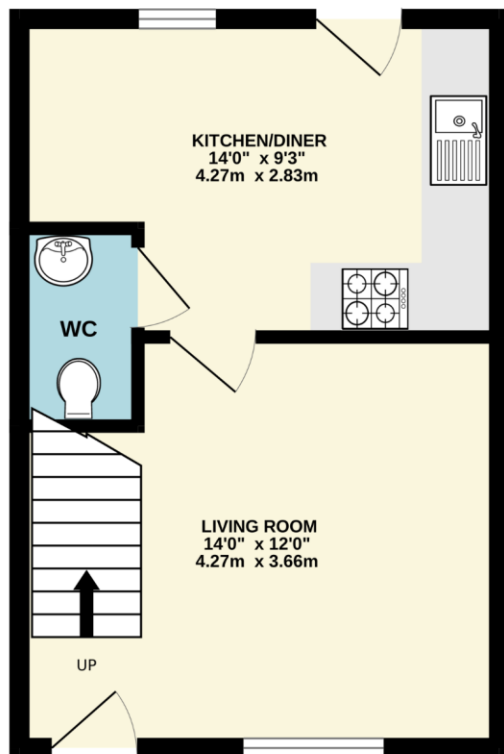 KITCHEN/DINER
14'0" x 9'3"
4.27m x 2.83m
WC
LIVING ROOM
14'0" x 12'0"
4.27m x 3.66m
UP